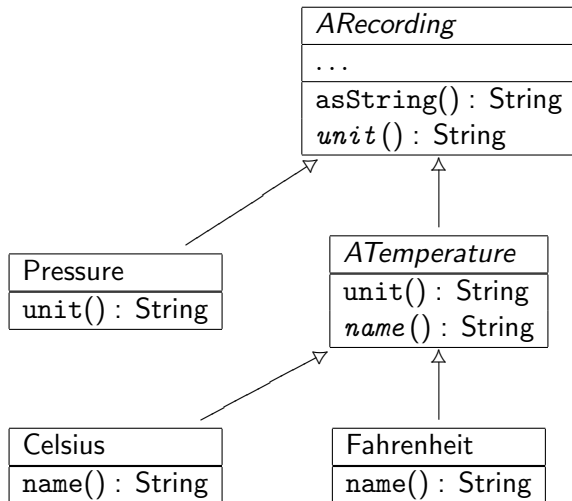 ARecording
...
asString() : String
unit() : String
Pressure
unit() : String
ATemperature
unit() : String
name() : String
Celsius
name() : String
Fahrenheit
name() : String